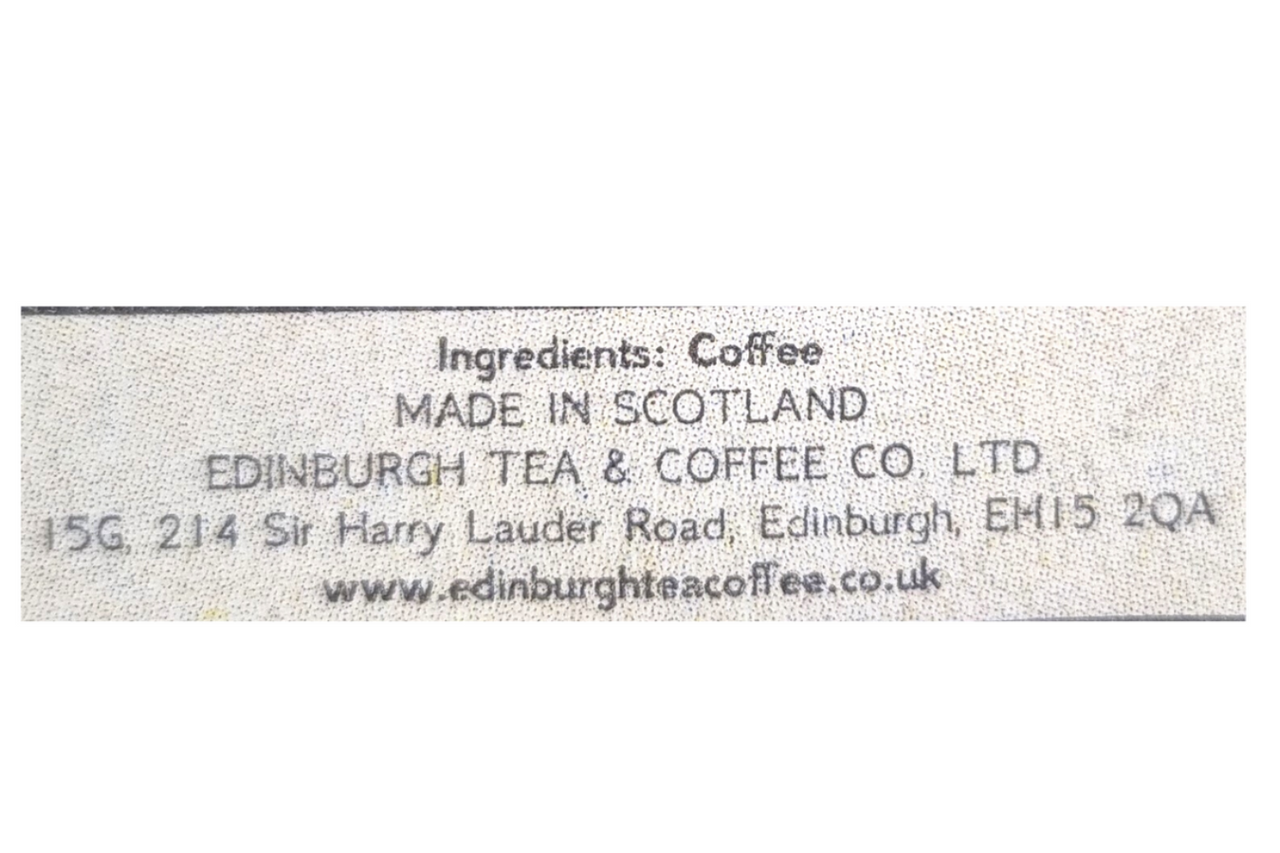 Ingredients: Coffee
MADE IN SCOTLAND
EDINBURGH TEA & COFFEE CO. LTD
15G, 214 Sir Harry Lauder Road, Edinburgh, EH15 2QA
www.edinburghteacoffee.co.uk